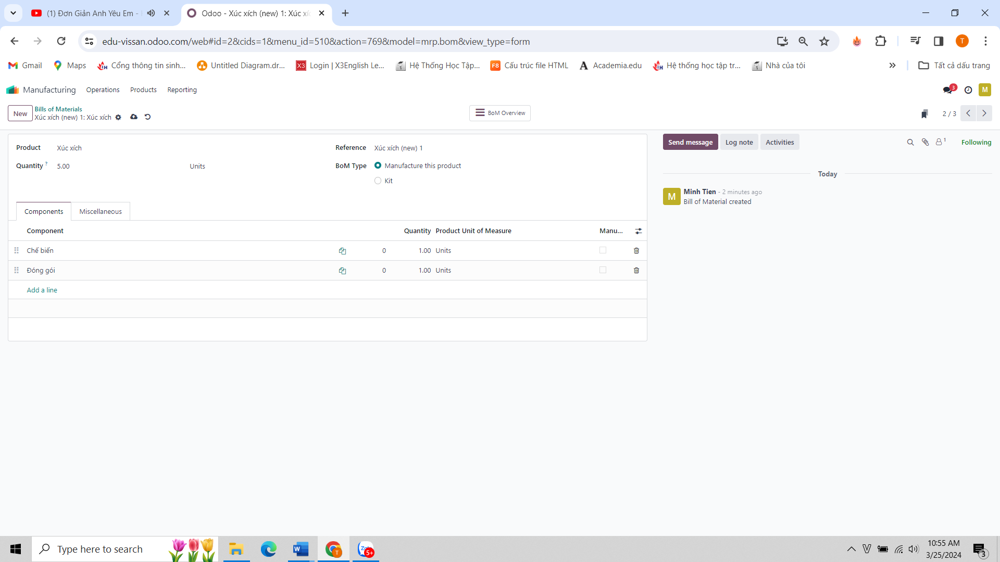 (1) Đơn Giản Anh Yêu Em -
Odoo - Xúc xích (new) 1: Xúc xí
edu-vissan.odoo.com/web#id=2&cids=1&menu_id=510&action=769&model=mrp.bom&view_type=form
T
Gmail
Maps
Cổng thông tin sinh...
Untitled Diagram.dr...
X3
Login | X3English Le...
Hệ Thống Học Tập...
F8
Cấu trúc file HTML
Academia.edu
Hệ thống học tập tr...
Nhà của tôi
Tất cả dấu trang
Manufacturing
Operations
Products
Reporting
3
M
New
Bills of Materials
Xúc xích (new) 1: Xúc xích
BoM Overview
2 / 3
Product
Xúc xích
Reference
Xúc xích (new) 1
Quantity ?
5.00
Units
BoM Type
Manufacture this product
Kit
Send message
Log note
Activities
1
Following
Today
M
Minh Tien - 2 minutes ago
Bill of Material created
Components
Miscellaneous
Component
Quantity
Product Unit of Measure
Manu...
Chế biến
0
1.00
Units
Đóng gói
0
1.00
Units
Add a line
Type here to search
T
5+
10:55 AM
3/25/2024
3